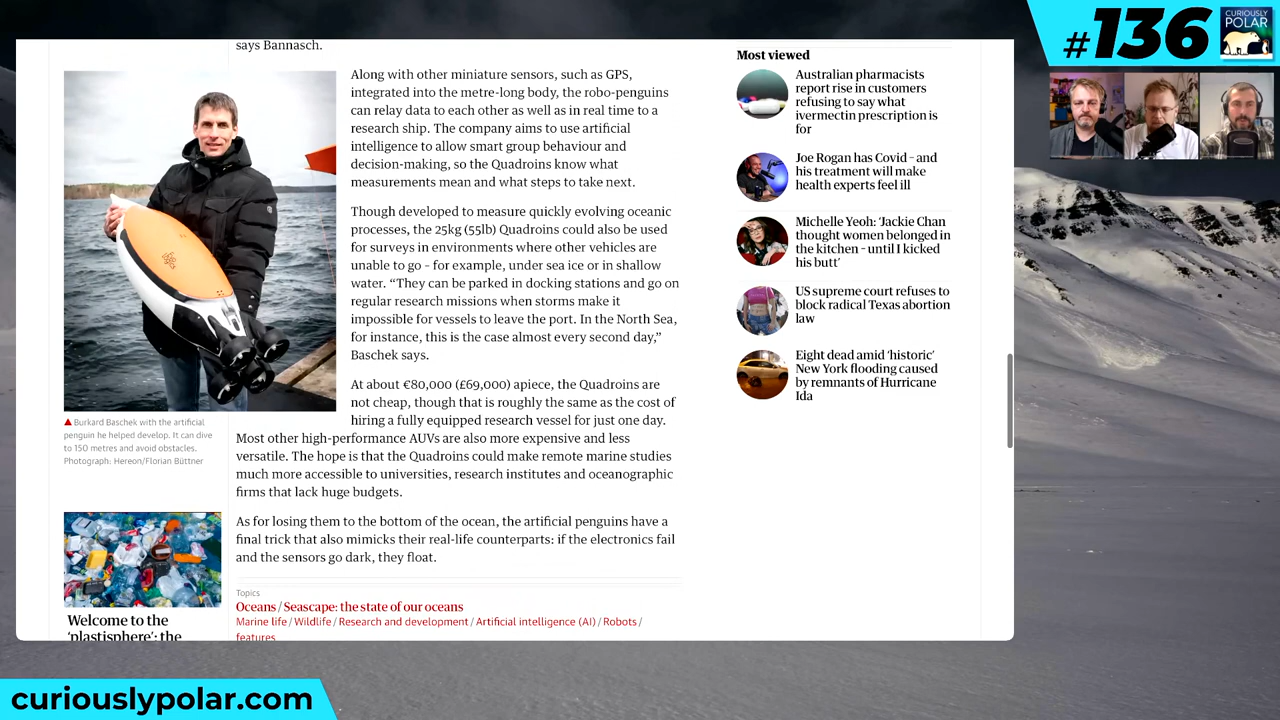 #136
CURIOUSLY
POLAR
says Bannasch.
Along with other miniature sensors, such as GPS,
integrated into the metre-long body, the robo-penguins
can relay data to each other as well as in real time to a
research ship. The company aims to use artificial
intelligence to allow smart group behaviour and
decision-making, so the Quadroins know what
measurements mean and what steps to take next.
Though developed to measure quickly evolving oceanic
processes, the 25kg (55lb) Quadroins could also be used
for surveys in environments where other vehicles are
unable to go – for example, under sea ice or in shallow
water. “They can be parked in docking stations and go on
regular research missions when storms make it
impossible for vessels to leave the port. In the North Sea,
for instance, this is the case almost every second day,”
Baschek says.
At about €80,000 (£69,000) apiece, the Quadroins are
not cheap, though that is roughly the same as the cost of
hiring a fully equipped research vessel for just one day.
Most other high-performance AUVs are also more expensive and less
versatile. The hope is that the Quadroins could make remote marine studies
much more accessible to universities, research institutes and oceanographic
firms that lack huge budgets.
As for losing them to the bottom of the ocean, the artificial penguins have a
final trick that also mimicks their real-life counterparts: if the electronics fail
and the sensors go dark, they float.
Topics
Oceans / Seascape: the state of our oceans
Marine life / Wildlife / Research and development / Artificial intelligence (AI) / Robots /
features
Burkard Baschek with the artificial
penguin he helped develop. It can dive
to 150 metres and avoid obstacles.
Photograph: Hereon/Florian Büttner
Welcome to the
‘plastisphere’: the
Most viewed
Australian pharmacists
report rise in customers
refusing to say what
ivermectin prescription is
for
Joe Rogan has Covid – and
his treatment will make
health experts feel ill
Michelle Yeoh: ‘Jackie Chan
thought women belonged in
the kitchen – until I kicked
his butt’
US supreme court refuses to
block radical Texas abortion
law
Eight dead amid ‘historic’
New York flooding caused
by remnants of Hurricane
Ida
curiouslypolar.com